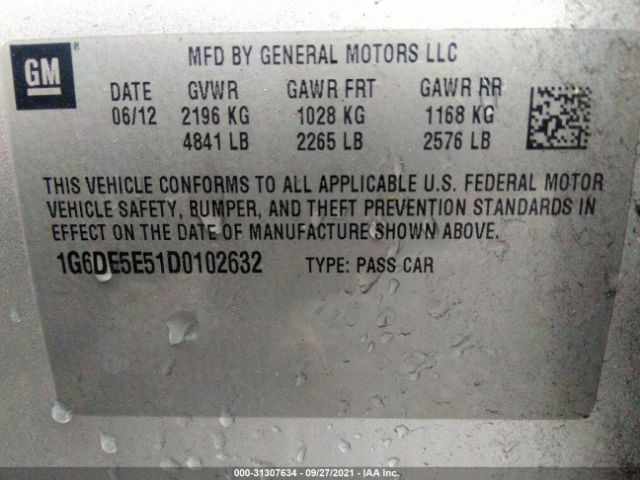 GM ®
MFD BY GENERAL MOTORS LLC
DATE GVWR GAWR FRT GAWR RR
06/12 2196 KG 1028 KG 1168 KG
4841 LB 2265 LB 2576 LB
THIS VEHICLE CONFORMS TO ALL APPLICABLE U.S. FEDERAL MOTOR
VEHICLE SAFETY, BUMPER, AND THEFT PREVENTION STANDARDS IN
EFFECT ON THE DATE OF MANUFACTURE SHOWN ABOVE.
1G6DE5E51D0102632 TYPE: PASS CAR
000-31307634 - 09/27/2021 - IAA Inc.